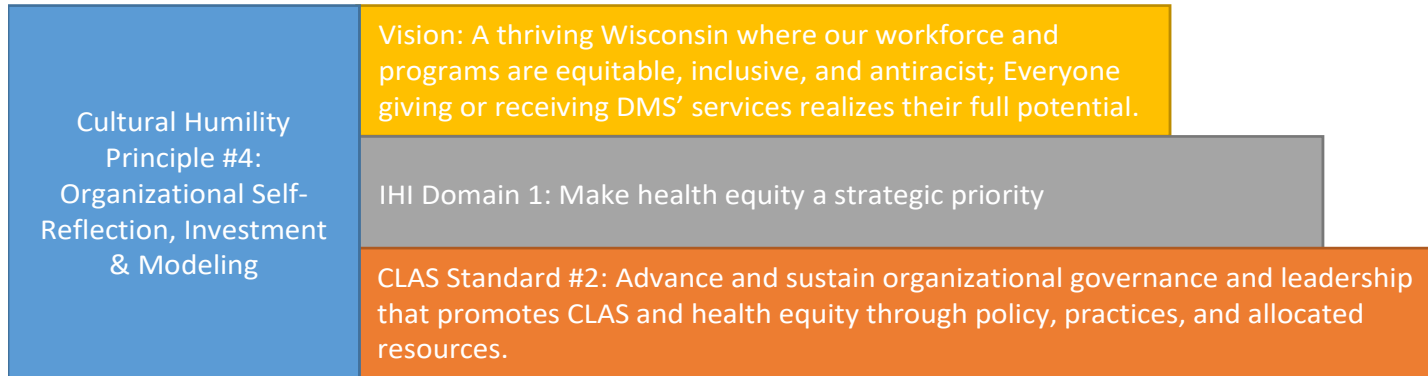 Cultural Humility
Principle #4:
Organizational Self-
Reflection, Investment
& Modeling
Vision: A thriving Wisconsin where our workforce and
programs are equitable, inclusive, and antiracist; Everyone
giving or receiving DMS’ services realizes their full potential.
IHI Domain 1: Make health equity a strategic priority
CLAS Standard #2: Advance and sustain organizational governance and leadership
that promotes CLAS and health equity through policy, practices, and allocated
resources.